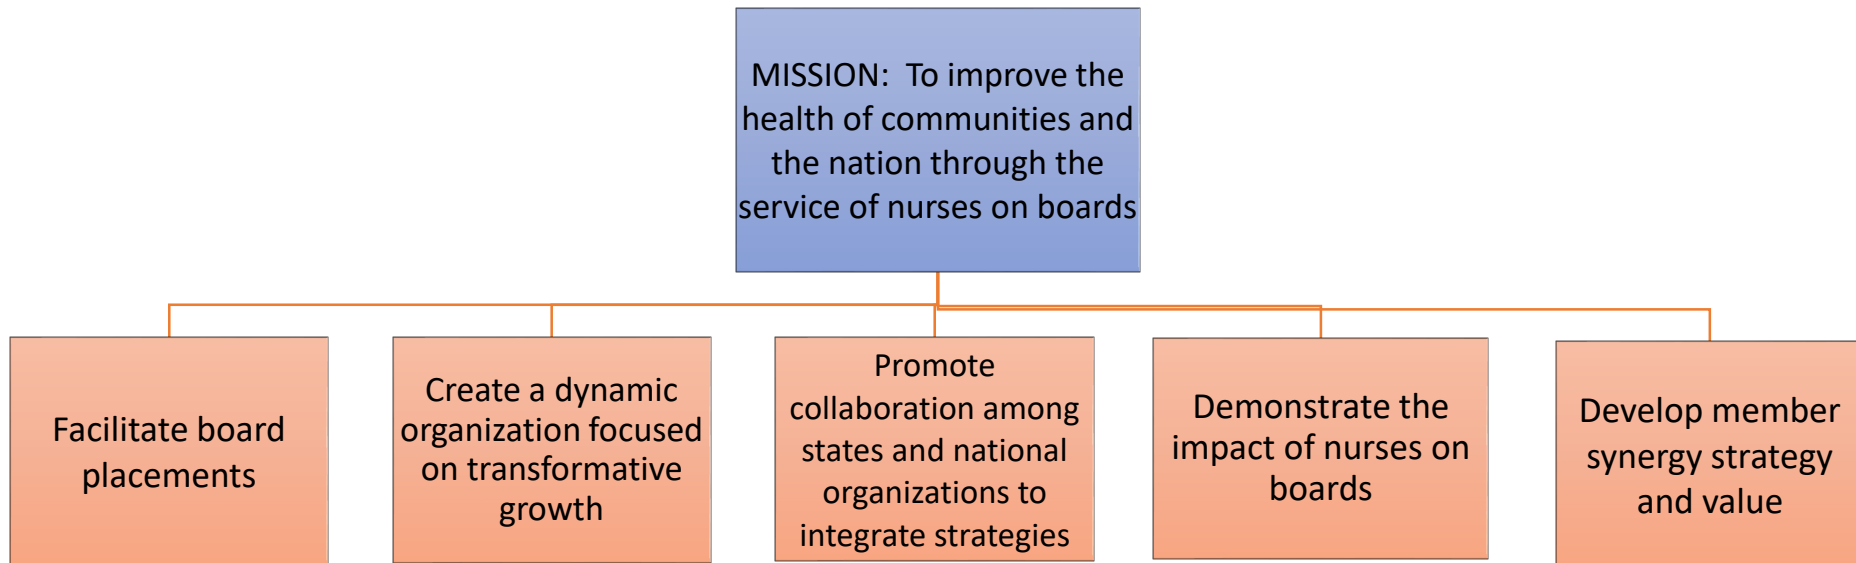 MISSION:  To improve the
health of communities and
the nation through the
service of nurses on boards
Facilitate board
placements
Create a dynamic
organization focused
on transformative
growth
Promote
collaboration among
states and national
organizations to
integrate strategies
Demonstrate the
impact of nurses on
boards
Develop member
synergy strategy
and value